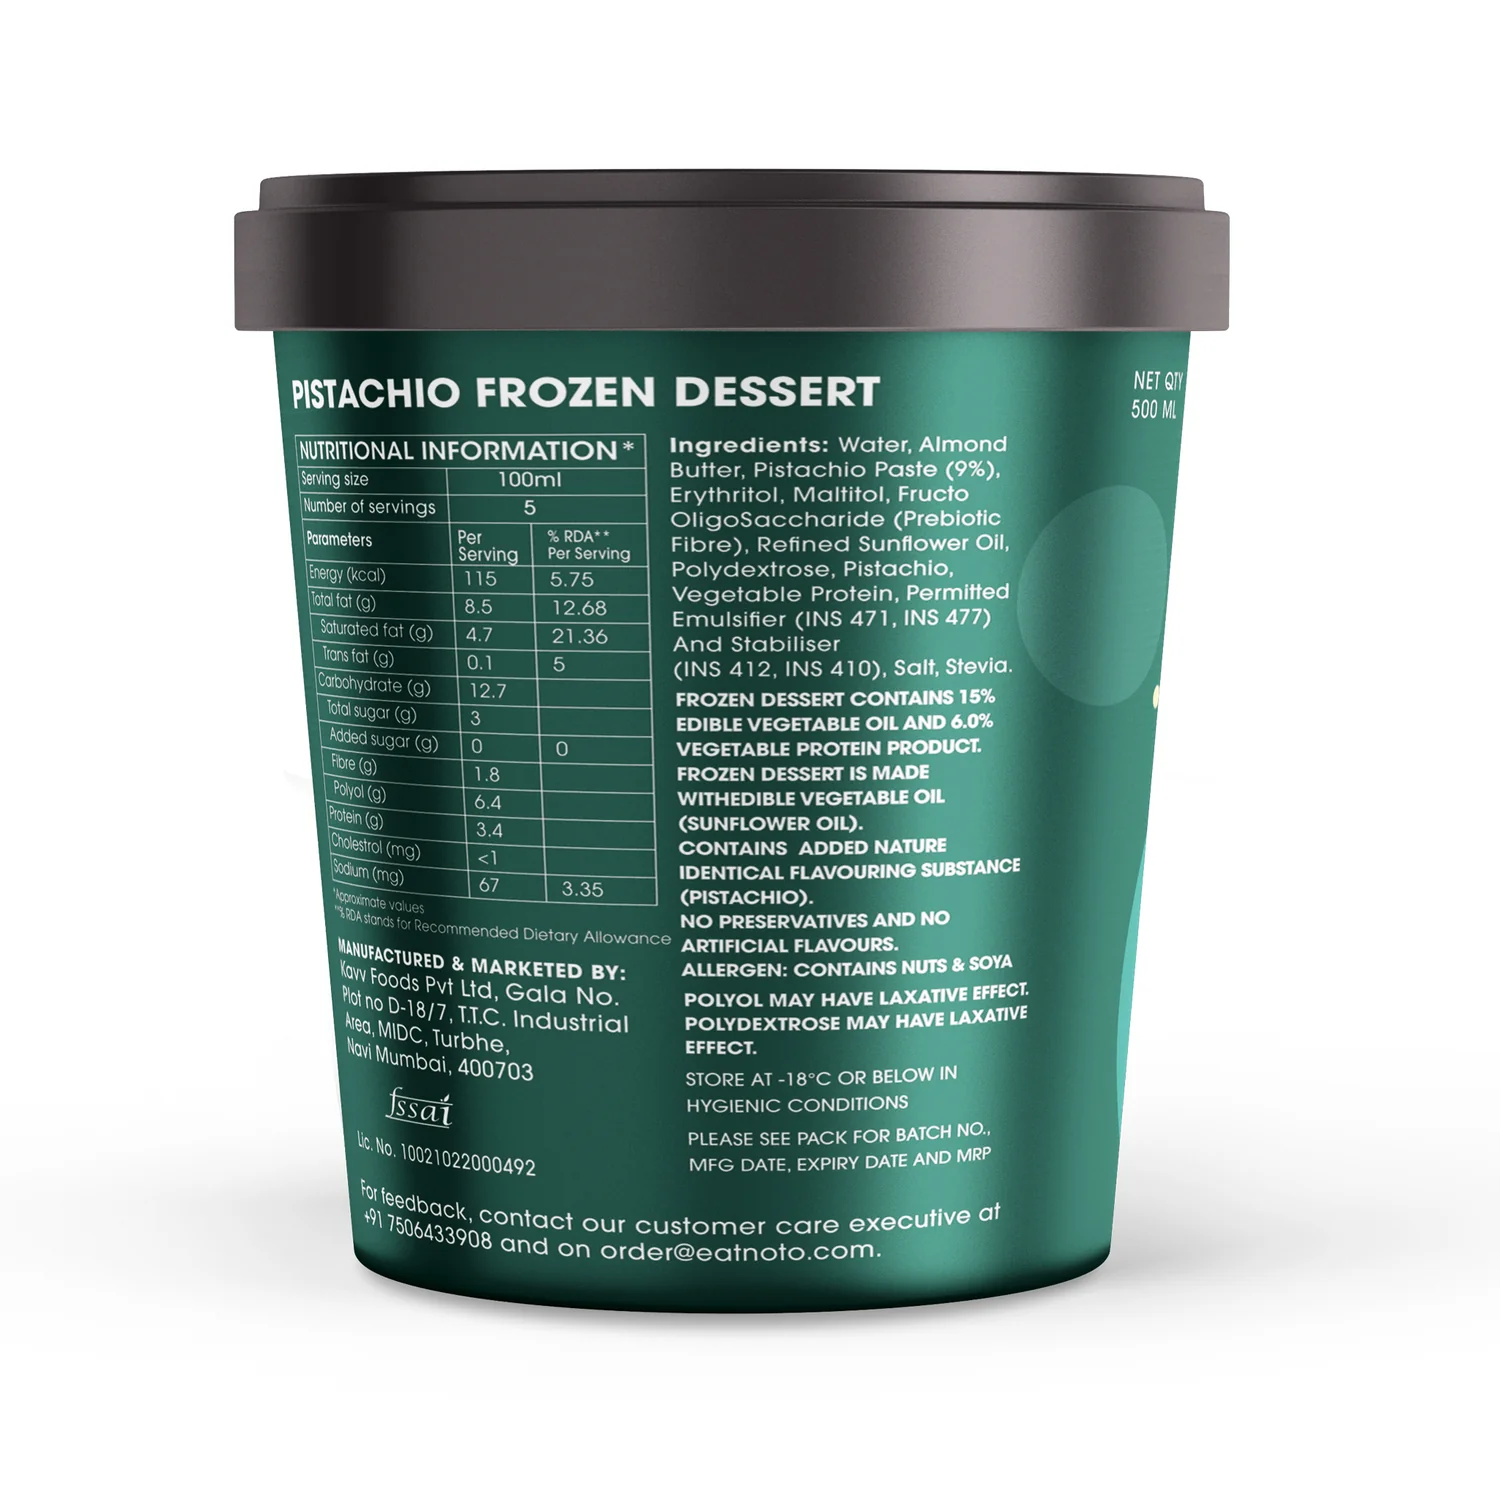 PISTACHIO FROZEN DESSERT
NET QTY
500 ML
NUTRITIONAL INFORMATION*
Serving size 100ml
Number of servings 5
Parameters Per Serving % RDA** Per Serving
Energy (kcal) 115 5.75
Total fat (g) 8.5 12.68
Saturated fat (g) 4.7 21.36
Trans fat (g) 0.1 5
Carbohydrate (g) 12.7
Total sugar (g) 3
Added sugar (g) 0 0
Fibre (g) 1.8
Polyol (g) 6.4
Protein (g) 3.4
Cholestrol (mg) <1
Sodium (mg) 67 3.35
*Approximate values
**% RDA stands for Recommended Dietary Allowance
MANUFACTURED & MARKETED BY:
Kavv Foods Pvt Ltd, Gala No.
Plot no D-18/7, T.T.C. Industrial
Area, MIDC, Turbhe,
Navi Mumbai, 400703
fssai
Lic. No. 10021022000492
Ingredients: Water, Almond
Butter, Pistachio Paste (9%),
Erythritol, Maltitol, Fructo
OligoSaccharide (Prebiotic
Fibre), Refined Sunflower Oil,
Polydextrose, Pistachio,
Vegetable Protein, Permitted
Emulsifier (INS 471, INS 477)
And Stabiliser
(INS 412, INS 410), Salt, Stevia.
FROZEN DESSERT CONTAINS 15%
EDIBLE VEGETABLE OIL AND 6.0%
VEGETABLE PROTEIN PRODUCT.
FROZEN DESSERT IS MADE
WITHEDIBLE VEGETABLE OIL
(SUNFLOWER OIL).
CONTAINS ADDED NATURE
IDENTICAL FLAVOURING SUBSTANCE
(PISTACHIO).
NO PRESERVATIVES AND NO
ARTIFICIAL FLAVOURS.
ALLERGEN: CONTAINS NUTS & SOYA
POLYOL MAY HAVE LAXATIVE EFFECT.
POLYDEXTROSE MAY HAVE LAXATIVE
EFFECT.
STORE AT -18°C OR BELOW IN
HYGIENIC CONDITIONS
PLEASE SEE PACK FOR BATCH NO.,
MFG DATE, EXPIRY DATE AND MRP
For feedback, contact our customer care executive at
+91 7506433908 and on order@eatnoto.com.